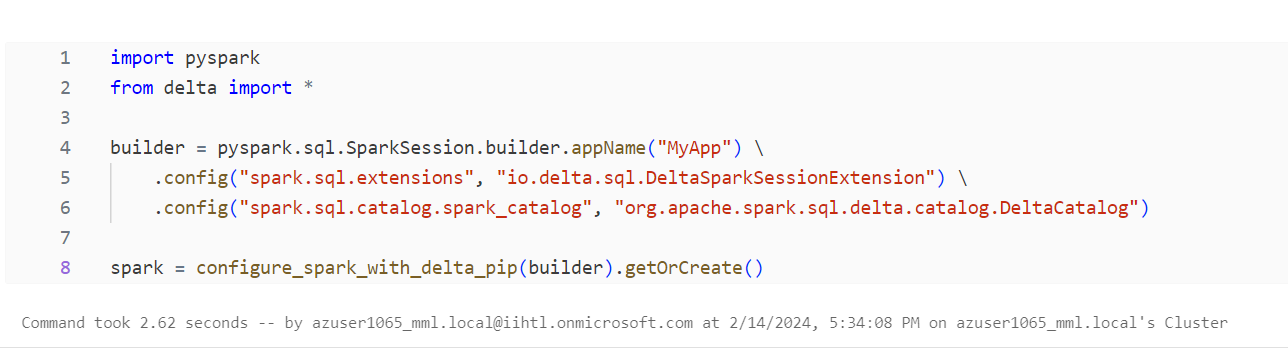 1 import pyspark
2 from delta import *
3
4 builder = pyspark.sql.SparkSession.builder.appName("MyApp") \
5     .config("spark.sql.extensions", "io.delta.sql.DeltaSparkSessionExtension") \
6     .config("spark.sql.catalog.spark_catalog", "org.apache.spark.sql.delta.catalog.DeltaCatalog")
7
8 spark = configure_spark_with_delta_pip(builder).getOrCreate()
Command took 2.62 seconds -- by azuser1065_mml.local@iihtl.onmicrosoft.com at 2/14/2024, 5:34:08 PM on azuser1065_mml.local's Cluster